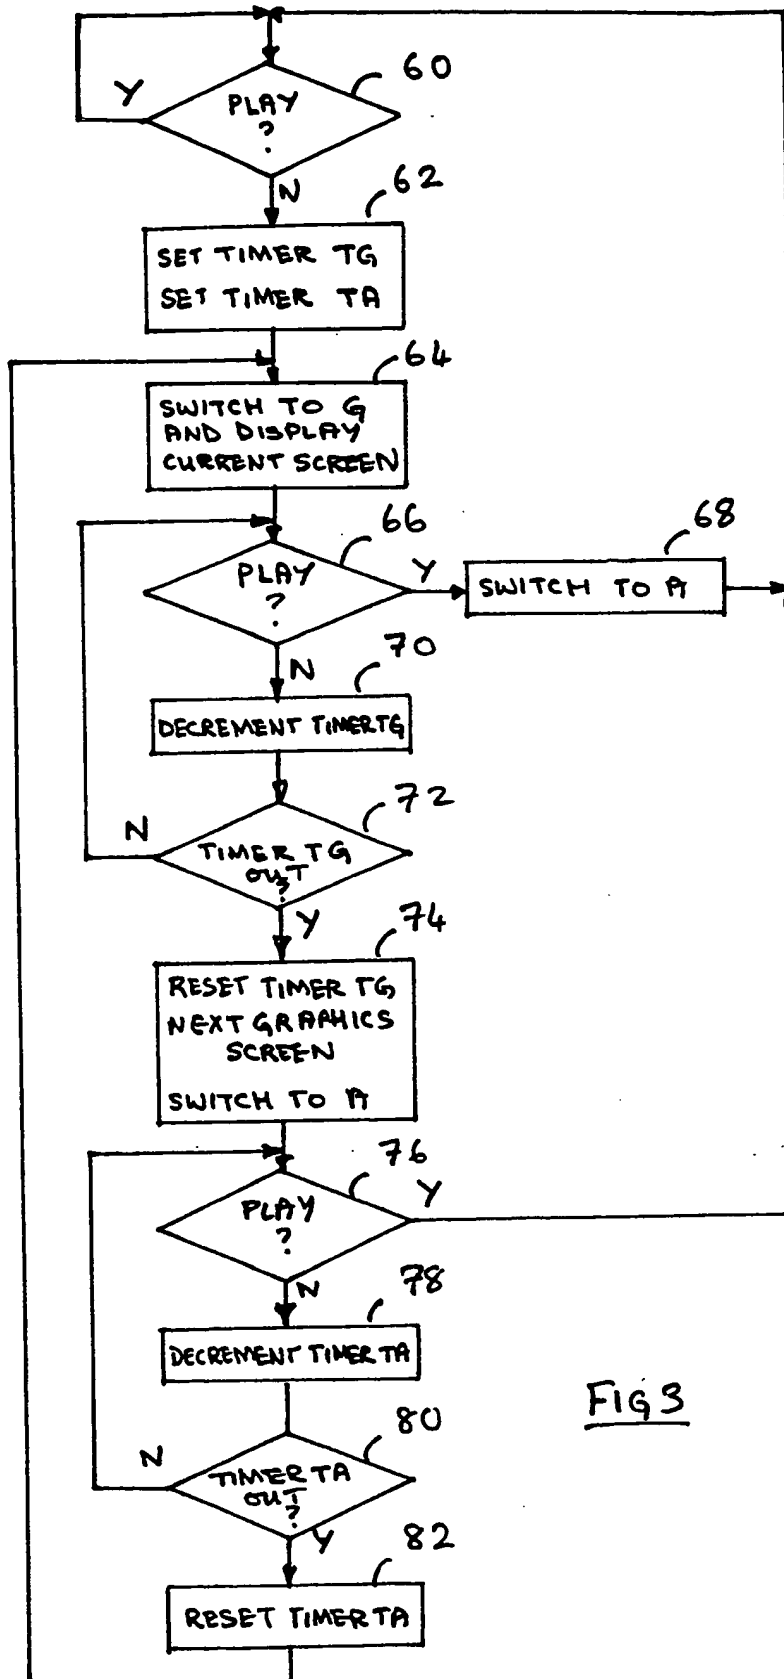 60
Y
PLAY
?
N
62
SET TIMER TG
SET TIMER TA
64
SWITCH TO G
AND DISPLAY
CURRENT SCREEN
66
PLAY
?
Y
68
SWITCH TO A
N
70
DECREMENT TIMER TG
72
N
TIMER TG
OUT
?
Y
74
RESET TIMER TG
NEXT GRAPHICS
SCREEN
SWITCH TO A
76
PLAY
?
Y
N
78
DECREMENT TIMER TA
FIG 3
80
N
TIMER TA
OUT
?
Y
82
RESET TIMER TA